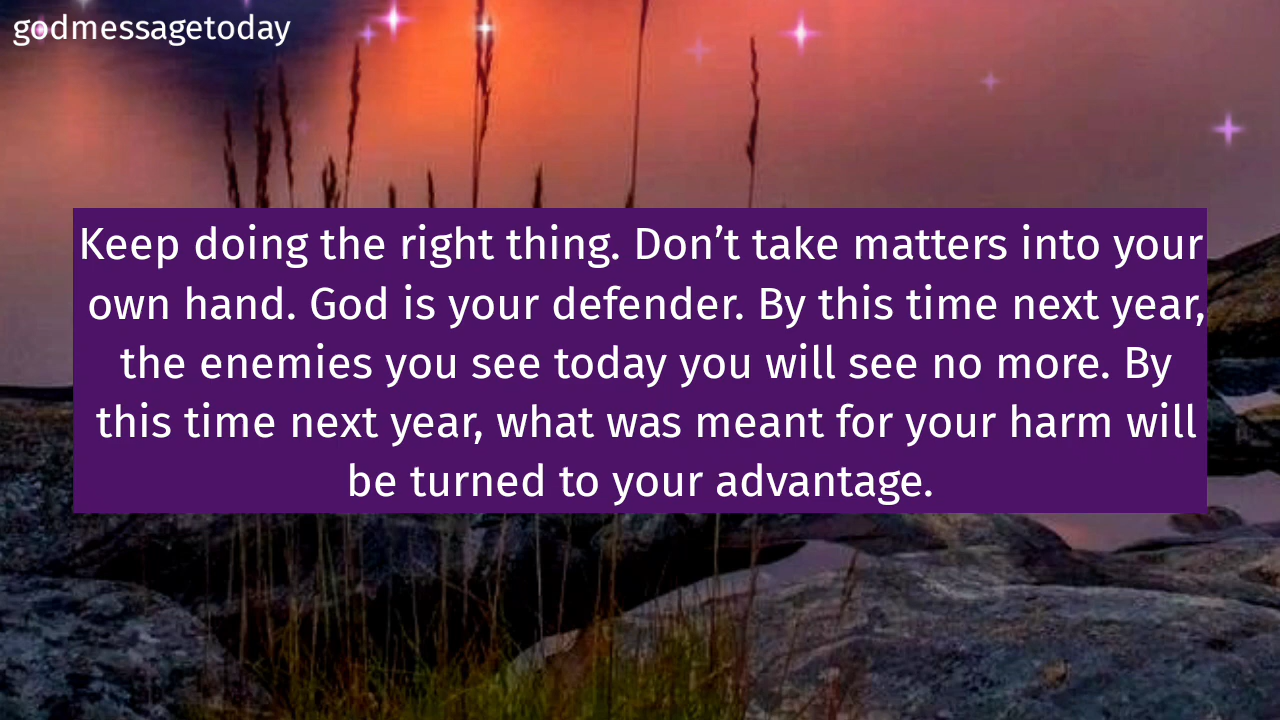 godmessagetoday
Keep doing the right thing. Don’t take matters into your
own hand. God is your defender. By this time next year,
the enemies you see today you will see no more. By
this time next year, what was meant for your harm will
be turned to your advantage.